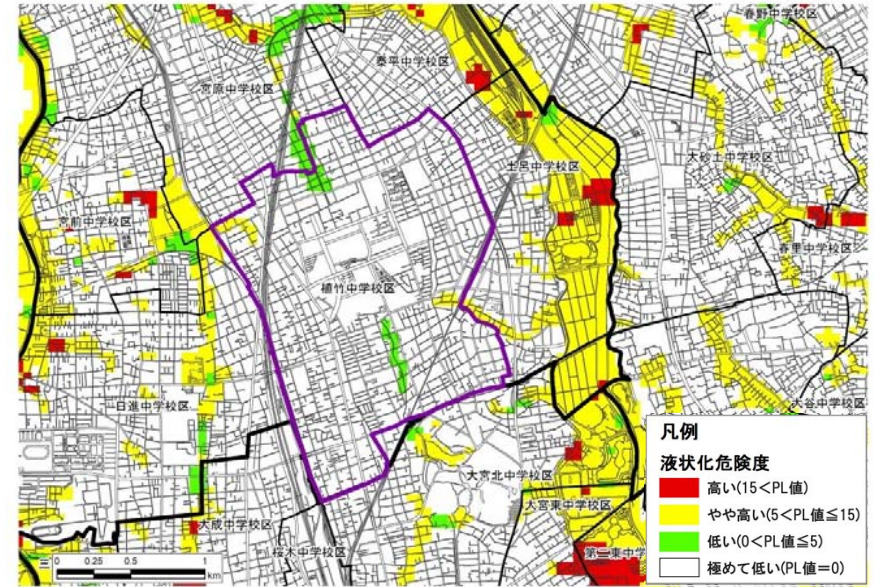 春野中学校区
泰平中学校区
宮原中学校区
大砂土中学校区
土呂中学校区
宮前中学校区
春里中学校区
植竹中学校区
日進中学校区
大谷中学校区
凡例
液状化危険度
高い(15<PL値)
やや高い(5<PL値≦15)
低い(0<PL値≦5)
極めて低い(PL値=0)
大宮北中学校区
大宮東中学校区
大成中学校区
桜木中学校区
第二東中学
0 0.25 0.5 1
km